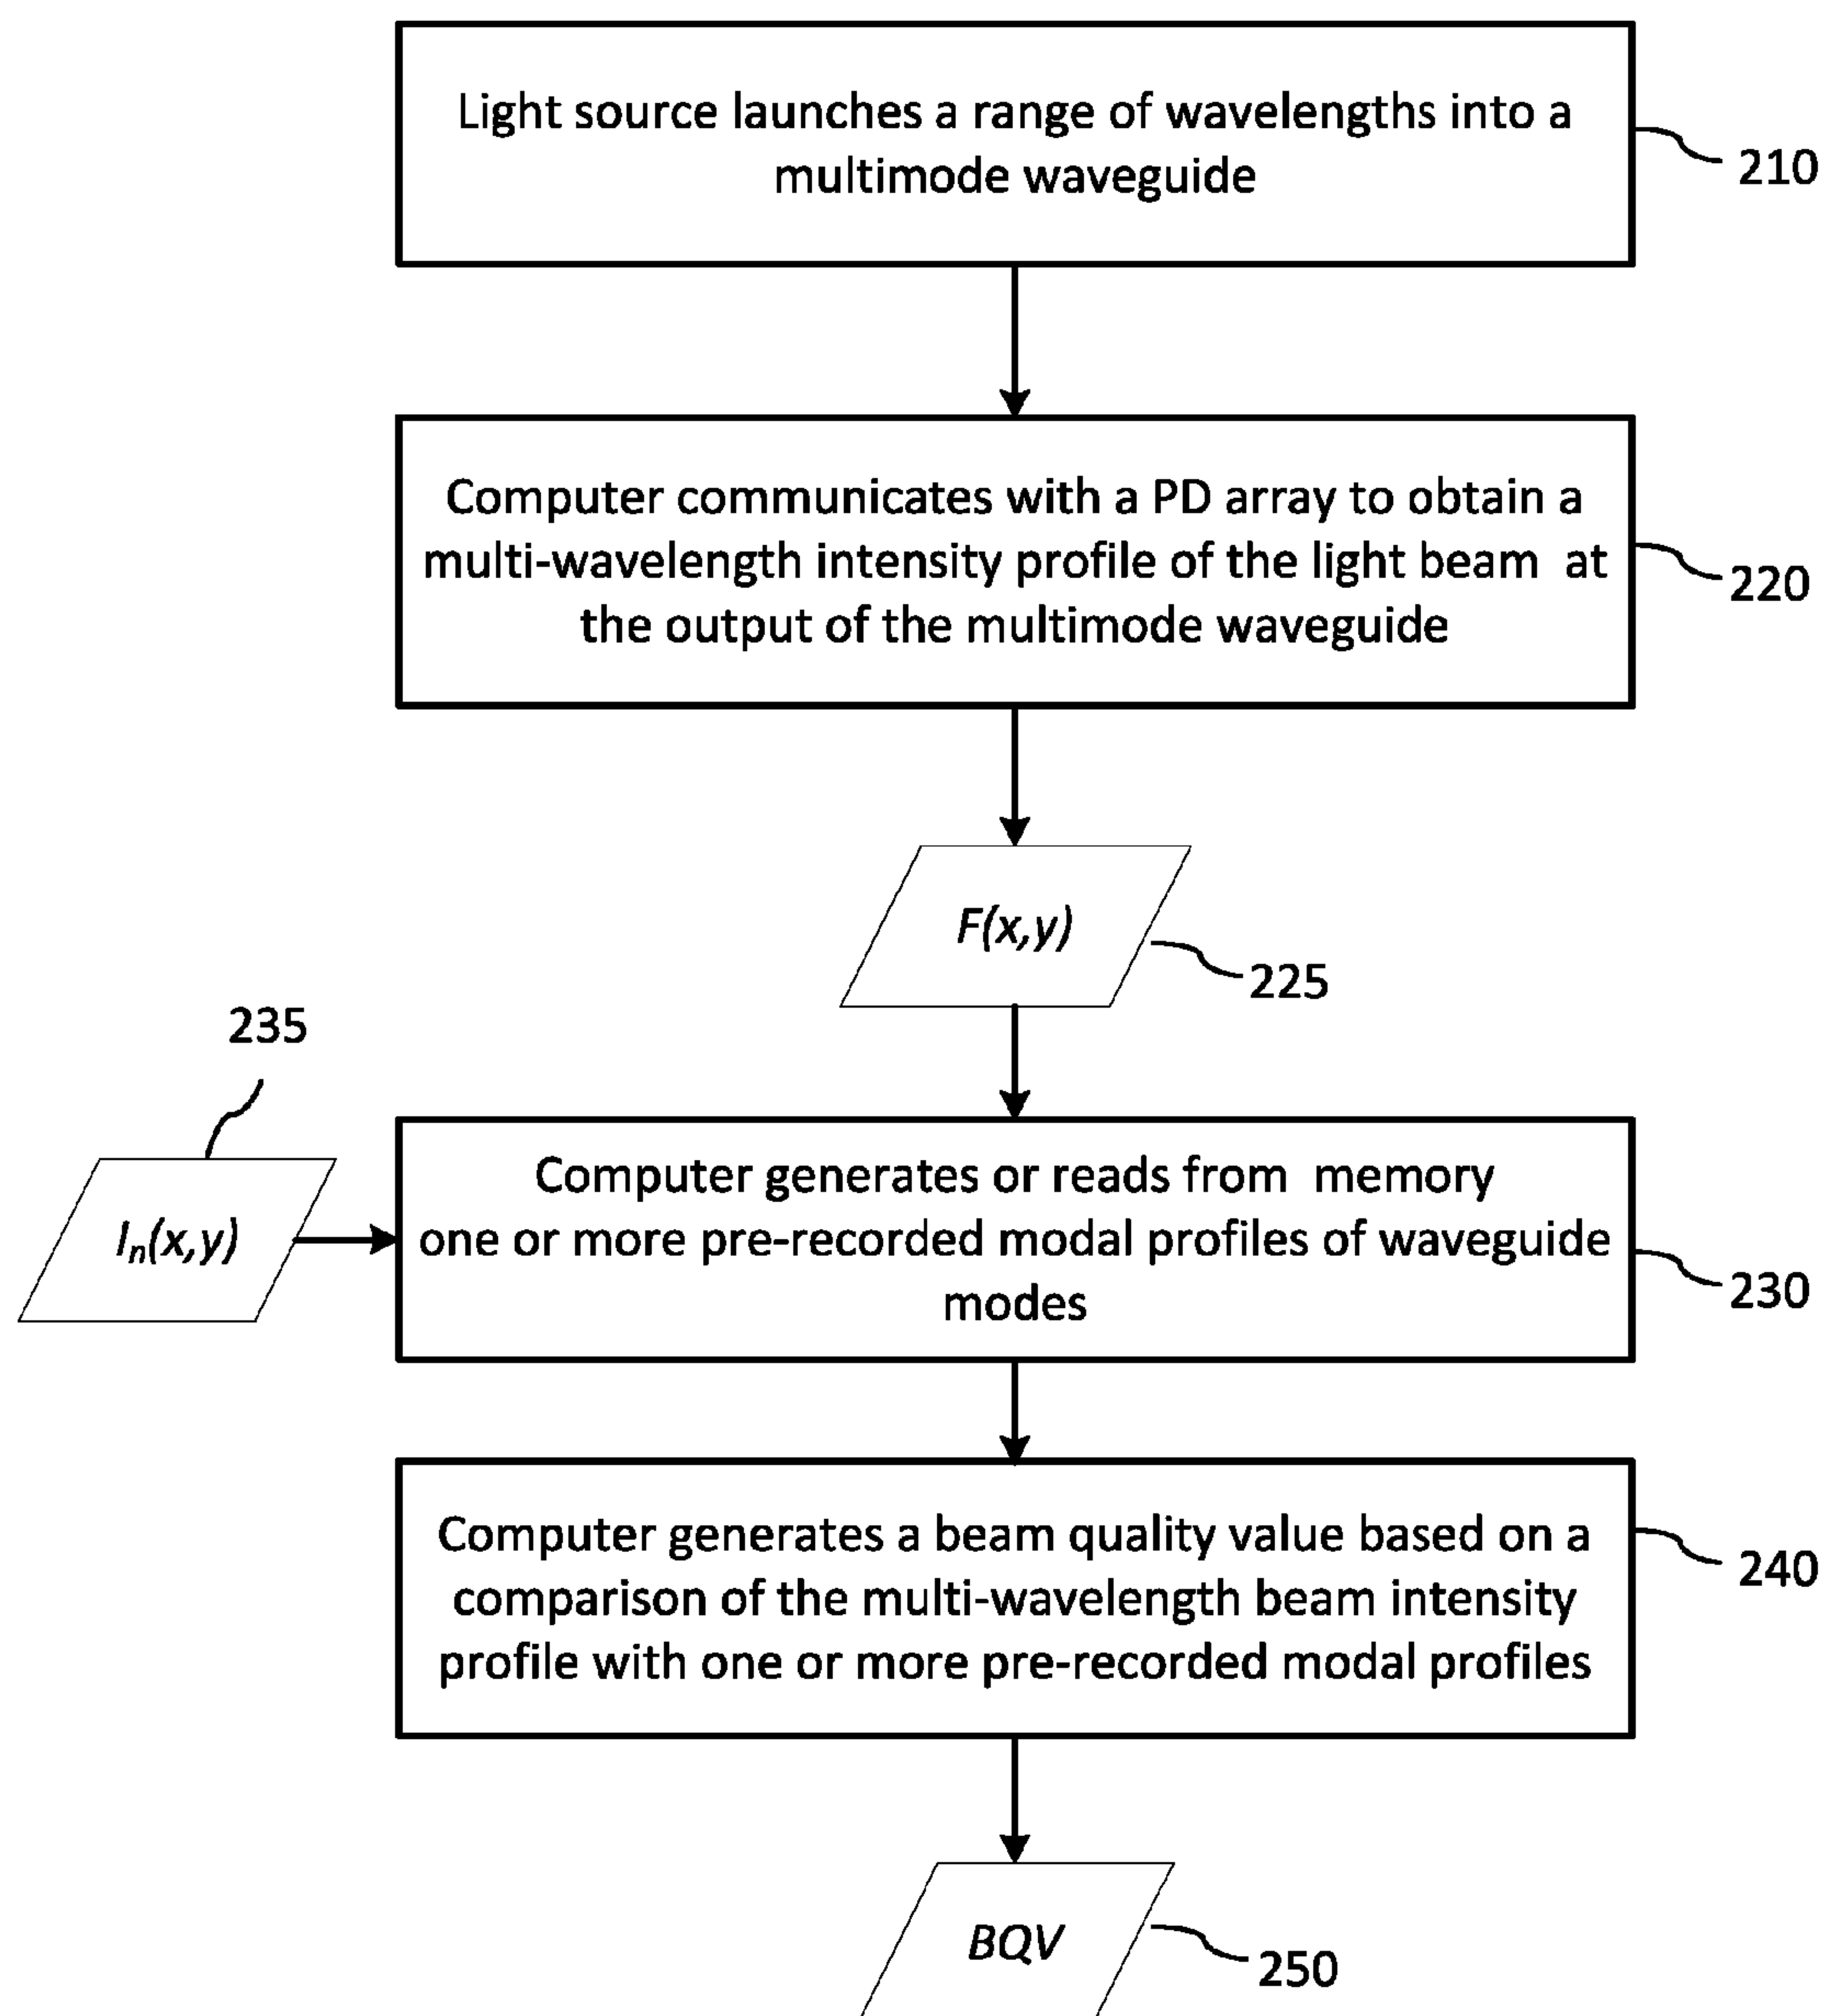 Light source launches a range of wavelengths into a
multimode waveguide
210
Computer communicates with a PD array to obtain a
multi-wavelength intensity profile of the light beam at
the output of the multimode waveguide
220
F(x,y)
225
235
In(x,y)
Computer generates or reads from memory
one or more pre-recorded modal profiles of waveguide
modes
230
Computer generates a beam quality value based on a
comparison of the multi-wavelength beam intensity
profile with one or more pre-recorded modal profiles
240
BQV
250